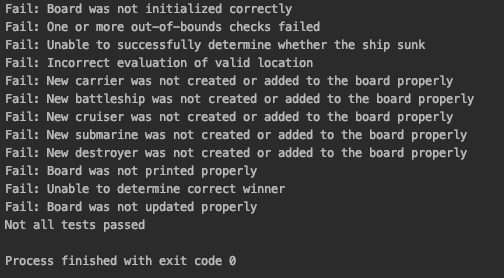 Fail: Board was not initialized correctly
Fail: One or more out-of-bounds checks failed
Fail: Unable to successfully determine whether the ship sunk
Fail: Incorrect evaluation of valid location
Fail: New carrier was not created or added to the board properly
Fail: New battleship was not created or added to the board properly
Fail: New cruiser was not created or added to the board properly
Fail: New submarine was not created or added to the board properly
Fail: New destroyer was not created or added to the board properly
Fail: Board was not printed properly
Fail: Unable to determine correct winner
Fail: Board was not updated properly
Not all tests passed
Process finished with exit code 0